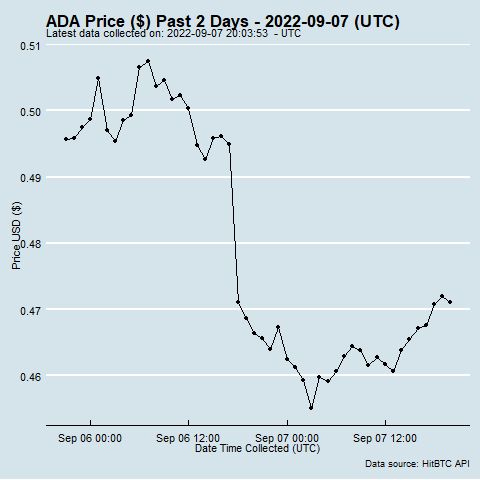 ADA Price ($) Past 2 Days - 2022-09-07 (UTC)
Latest data collected on: 2022-09-07 20:03:53 - UTC
0.51
0.50
0.49
0.48
0.47
0.46
Price USD ($)
Sep 06 00:00 Sep 06 12:00 Sep 07 00:00 Sep 07 12:00
Date Time Collected (UTC)
Data source: HitBTC API